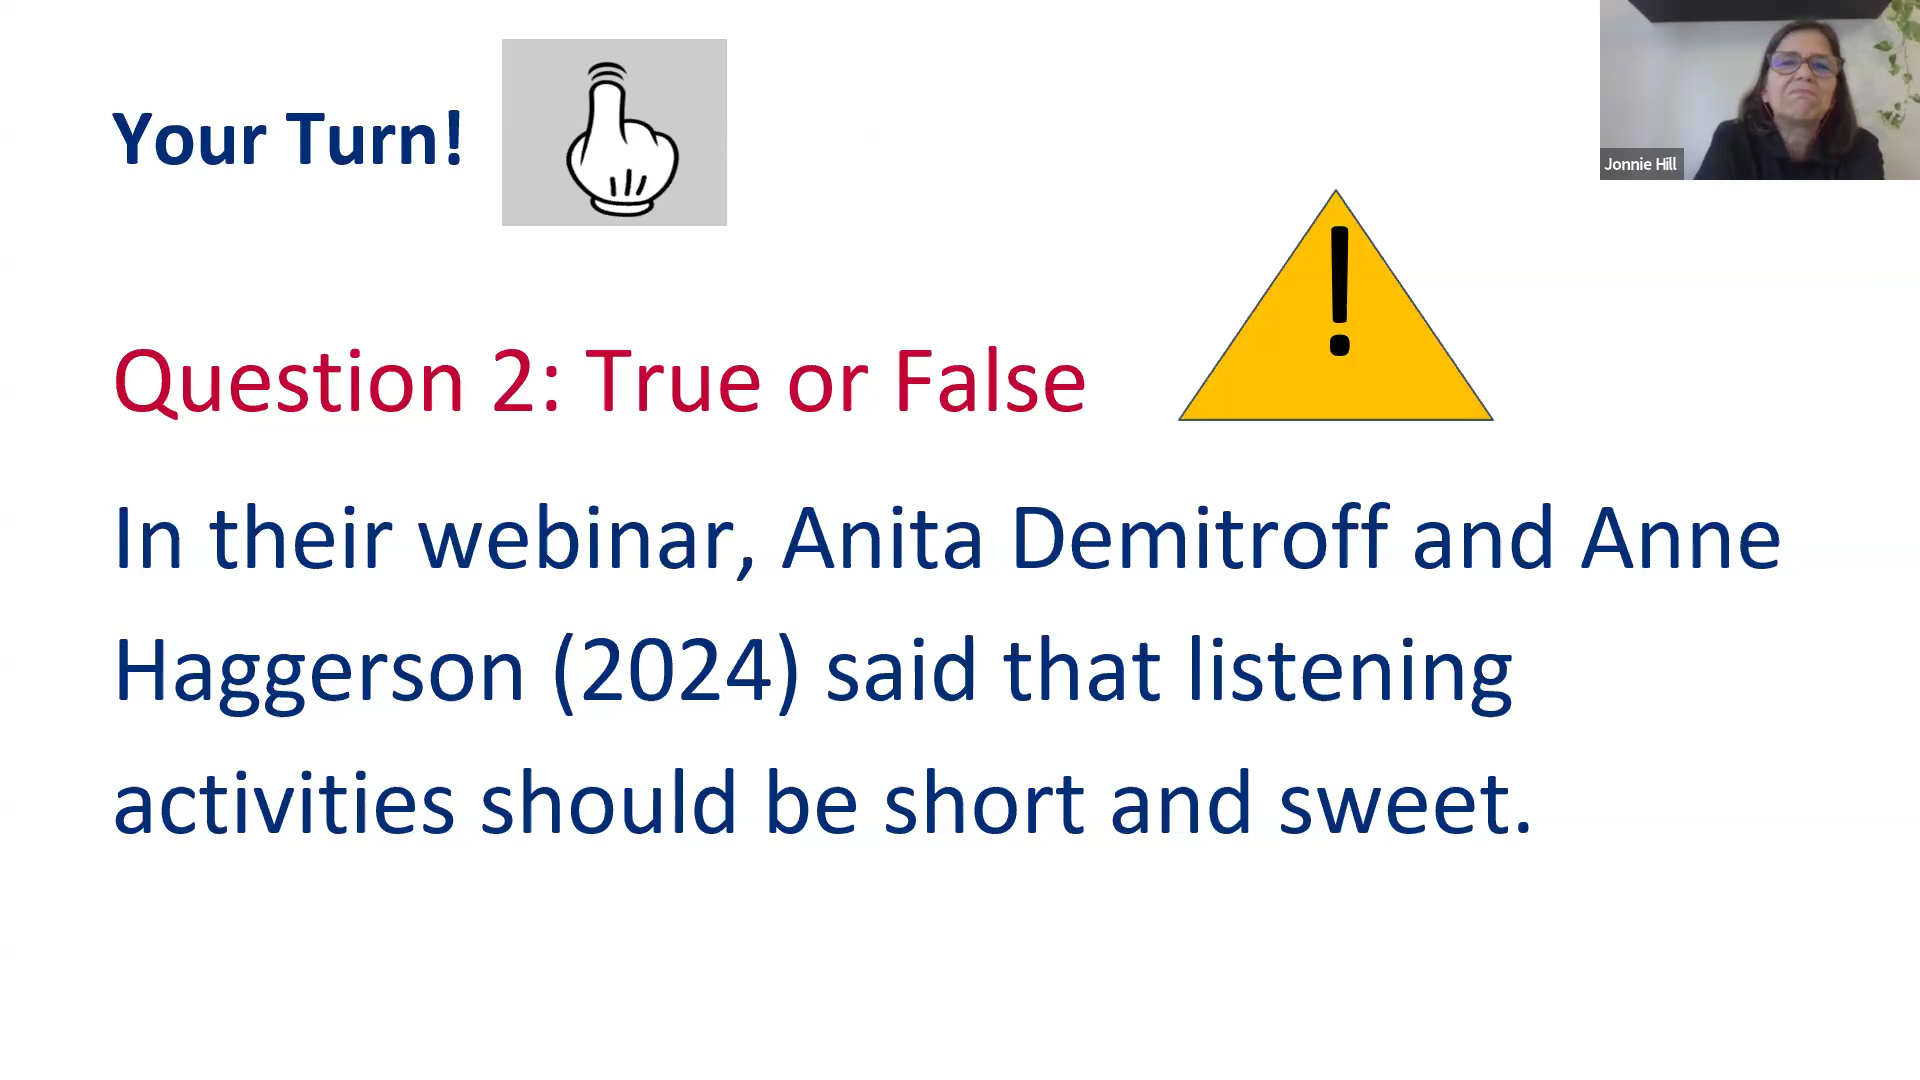 Your Turn!
Jonnie Hill
!
Question 2: True or False
In their webinar, Anita Demitroff and Anne
Haggerson (2024) said that listening
activities should be short and sweet.